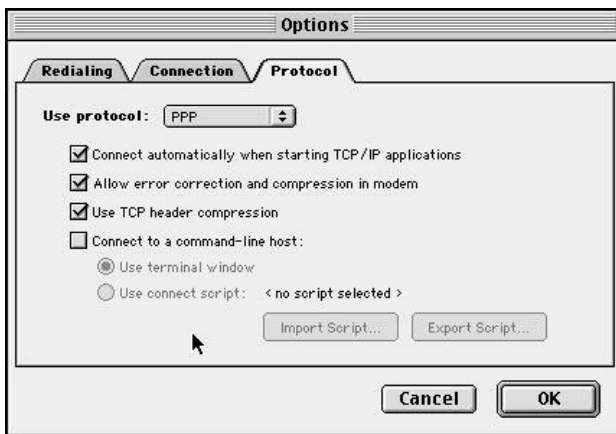 Options
Redialing Connection Protocol
Use protocol: PPP
Connect automatically when starting TCP/IP applications
Allow error correction and compression in modem
Use TCP header compression
Connect to a command-line host:
Use terminal window
Use connect script: < no script selected >
Import Script... Export Script...
Cancel OK